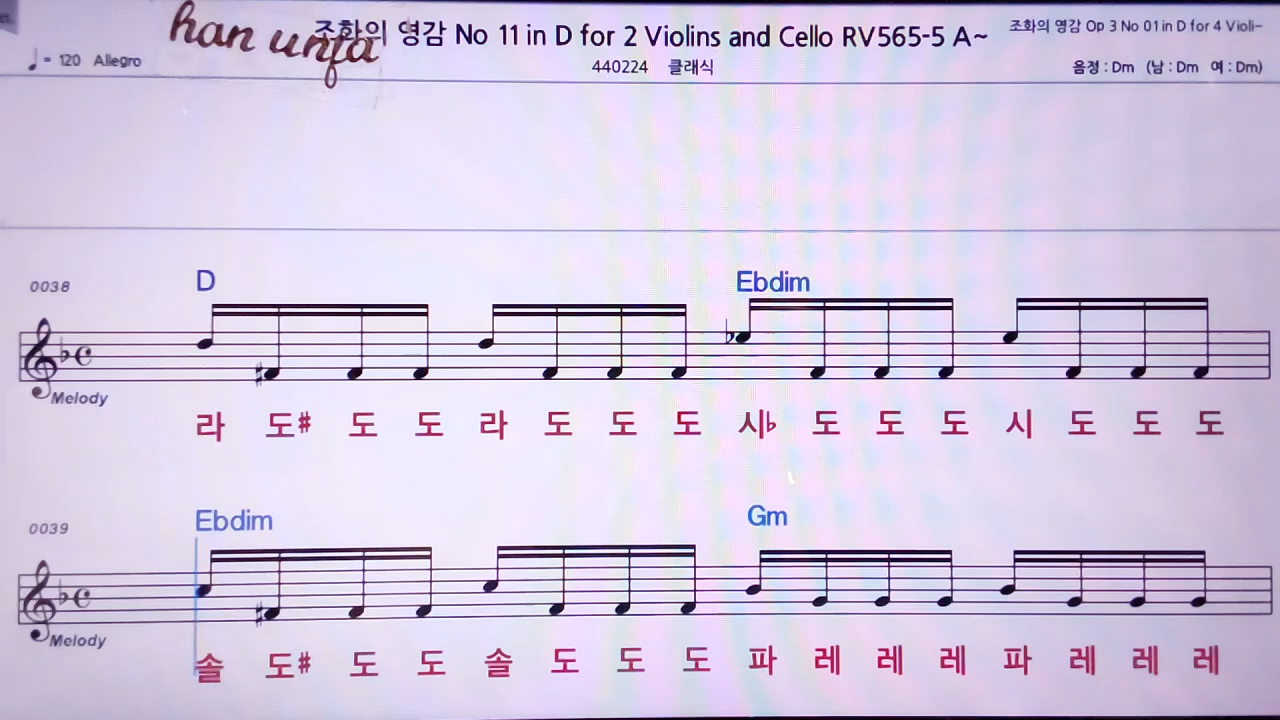 han unfa
조화의 영감 No 11 in D for 2 Violins and Cello RV565-5 A~
조화의 영감 Op 3 No 01 in D for 4 Violi~
♩ = 120 Allegro
440224 클래식
음정 : Dm (남 : Dm 여 : Dm)
D Ebdim
0038
Melody
라 도# 도 도 라 도 도 도 시♭ 도 도 도 시 도 도 도
Ebdim Gm
0039
Melody
솔 도# 도 도 솔 도 도 도 파 레 레 레 파 레 레 레